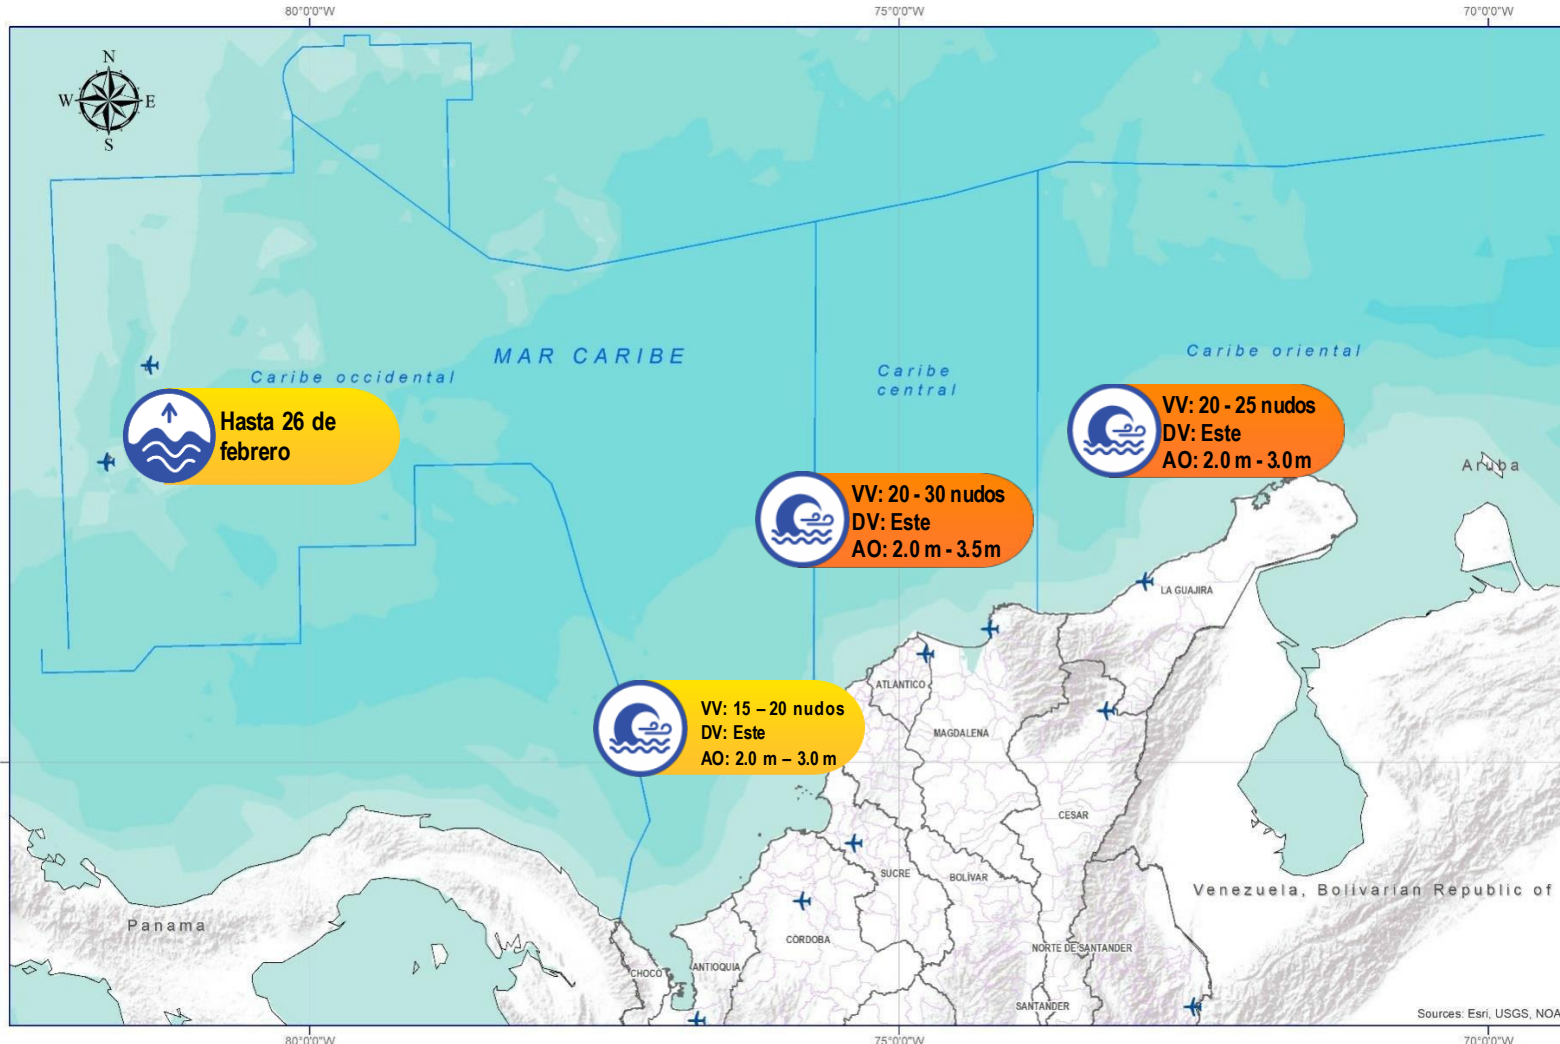 80°0'0"W
75°0'0"W
70°0'0"W
N
W
E
S
MAR CARIBE
Caribe occidental
Caribe
central
Caribe oriental
Hasta 26 de
febrero
VV: 20 - 25 nudos
DV: Este
AO: 2.0 m - 3.0 m
Aruba
VV: 20 - 30 nudos
DV: Este
AO: 2.0 m - 3.5 m
LA GUAJIRA
ATLÁNTICO
VV: 15 – 20 nudos
DV: Este
AO: 2.0 m – 3.0 m
MAGDALENA
CESAR
SUCRE
BOLÍVAR
Venezuela, Bolivarian Republic of
Panama
CÓRDOBA
NORTE DE SANTANDER
CHOCÓ
ANTIOQUIA
SANTANDER
Sources: Esri, USGS, NOA
80°0'0"W
75°0'0"W
70°0'0"W